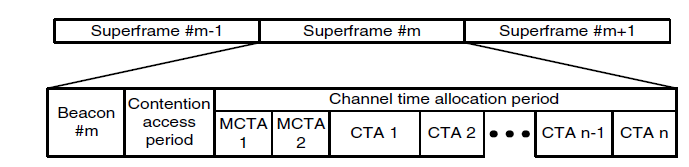 Superframe #m-1
Superframe #m
Superframe #m+1
Beacon
#m
Contention
access
period
Channel time allocation period
MCTA
1
MCTA
2
CTA 1
CTA 2
•••
CTA n-1
CTA n